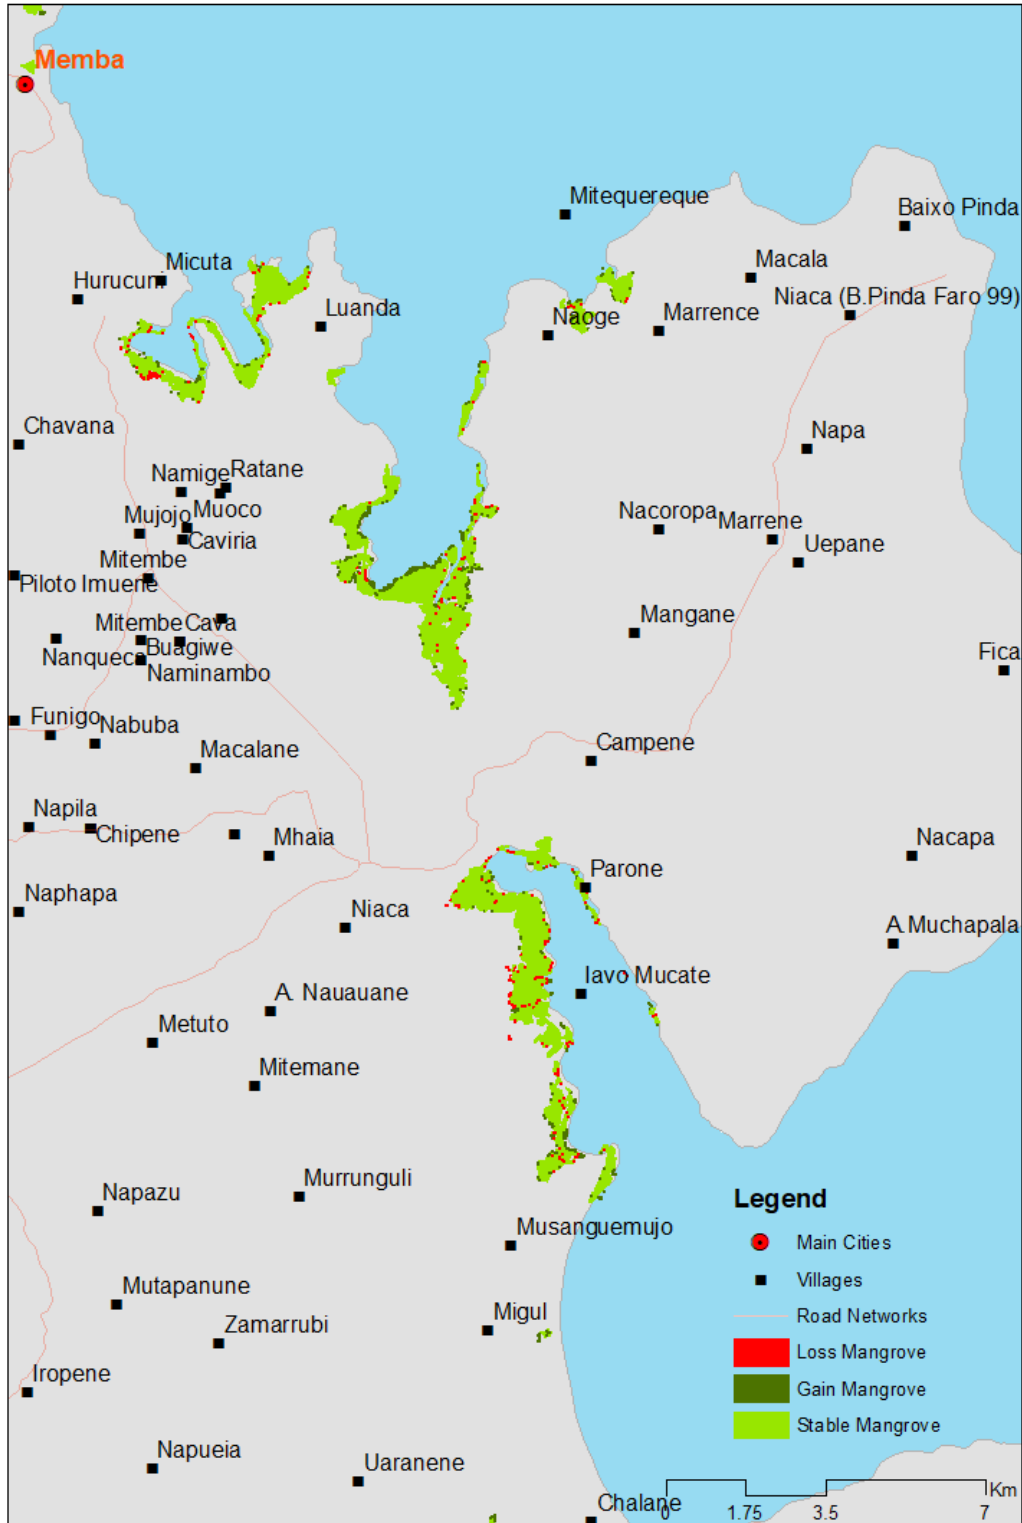 Memba
Mitequereque
Baixo Pinda
Micuta
Macala
Hurucuni
Niaca (B.Pinda Faro 99)
Luanda
Naoge
Marrence
Chavana
Napa
Namige
Ratane
Mujojo
Muoco
Nacoropa
Marrene
Caviria
Uepane
Mitembe
Piloto Imuene
Mitembe
Cava
Mangane
Buagiwe
Nanqueca
Fica
Naminambo
Funigo
Nabuba
Macalane
Campene
Napila
Chipene
Mhaia
Nacapa
Parone
Naphapa
Niaca
A. Muchapala
Iavo Mucate
A. Nauauane
Metuto
Mitemane
Murrunguli
Napazu
Musanguemujo
Mutapanune
Migul
Zamarrubi
Iropene
Napueia
Uaranene
Chalane
Legend
Main Cities
Villages
Road Networks
Loss Mangrove
Gain Mangrove
Stable Mangrove
Km
0 1.75 3.5 7